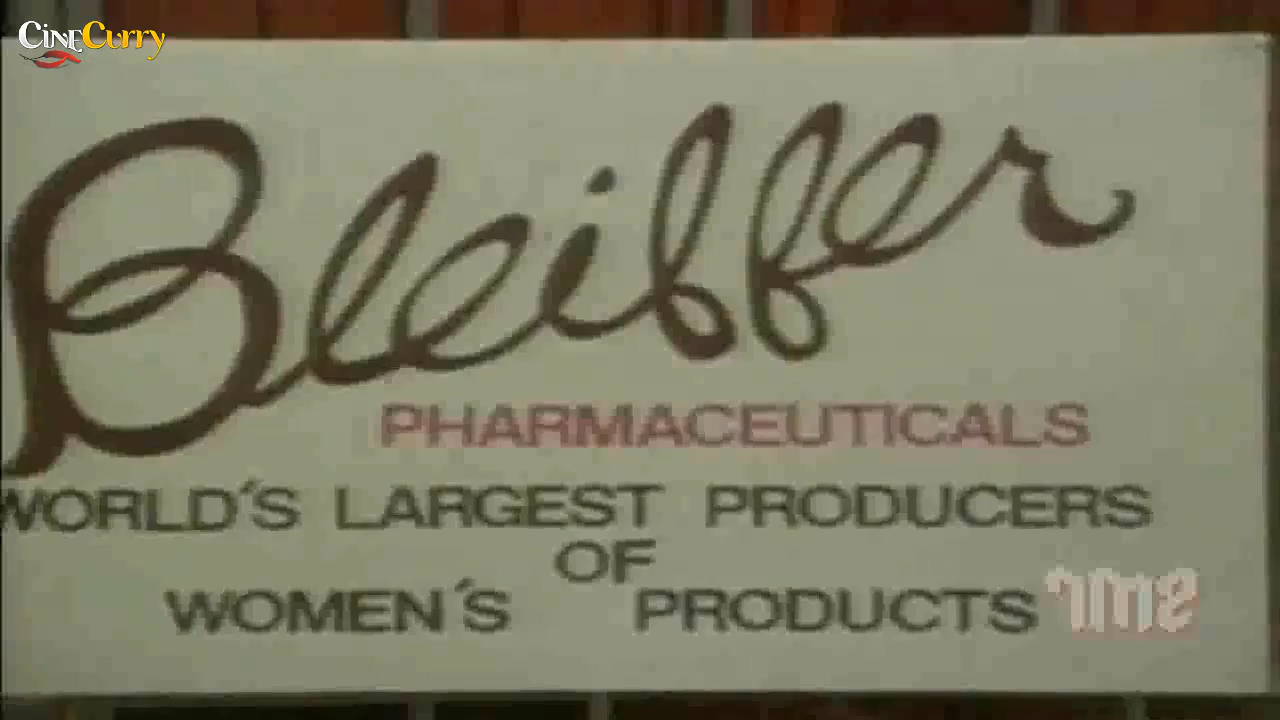 CineCurry
Bleiffer
PHARMACEUTICALS
WORLD'S LARGEST PRODUCERS
OF
WOMEN'S PRODUCTS